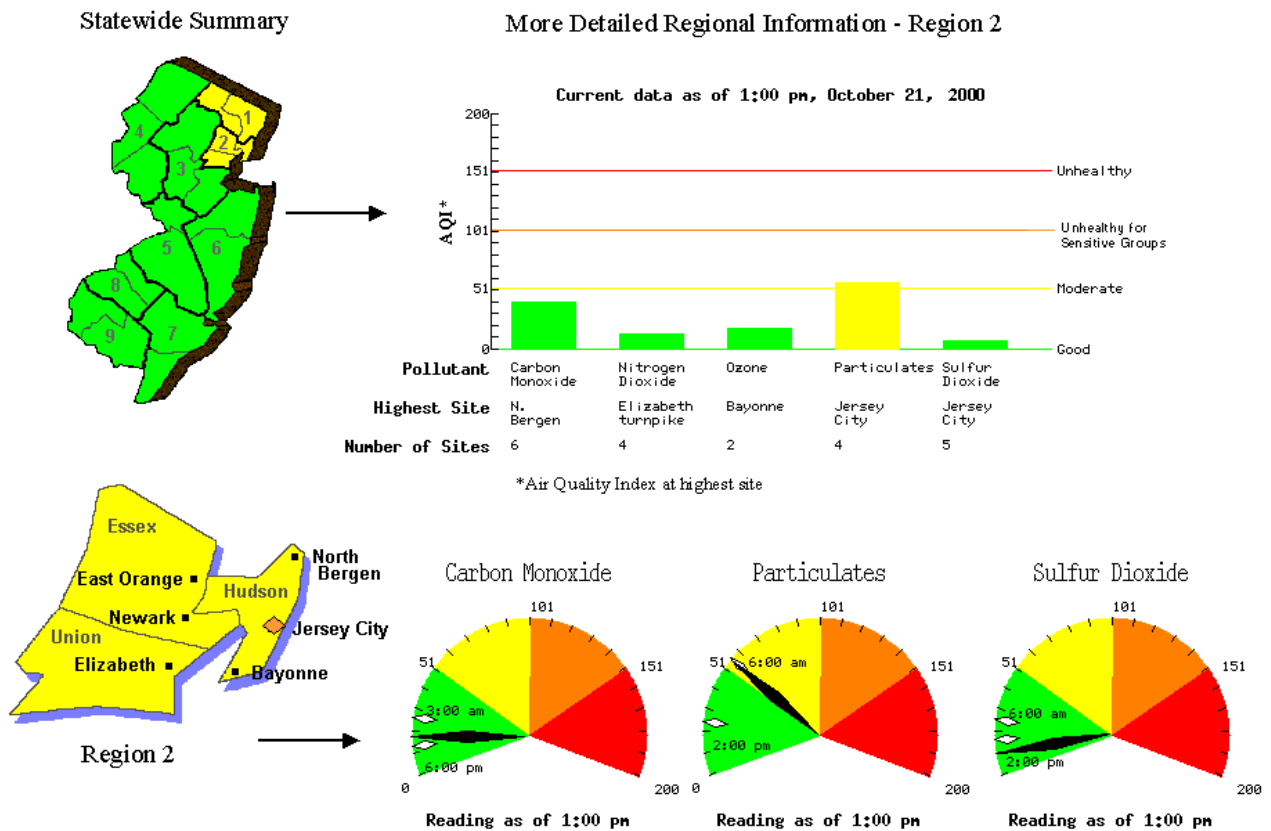 Statewide Summary
More Detailed Regional Information - Region 2
Current data as of 1:00 pm, October 21, 2000
1
2
3
4
5
6
7
8
9
AQI*
200
151
101
51
0
Unhealthy
Unhealthy for
Sensitive Groups
Moderate
Good
Pollutant Carbon Nitrogen Ozone Particulates Sulfur
Monoxide Dioxide Dioxide
Highest Site N. Elizabeth Bayonne Jersey Jersey
Bergen turnpike City City
Number of Sites 6 4 2 4 5
*Air Quality Index at highest site
Essex
East Orange
Newark
Union
Elizabeth
Hudson
North
Bergen
Jersey City
Bayonne
Region 2
Carbon Monoxide
101
51
151
3:00 am
6:00 pm
0
200
Reading as of 1:00 pm
Particulates
101
51
6:00 am
151
2:00 pm
0
200
Reading as of 1:00 pm
Sulfur Dioxide
101
51
151
6:00 am
2:00 pm
0
200
Reading as of 1:00 pm